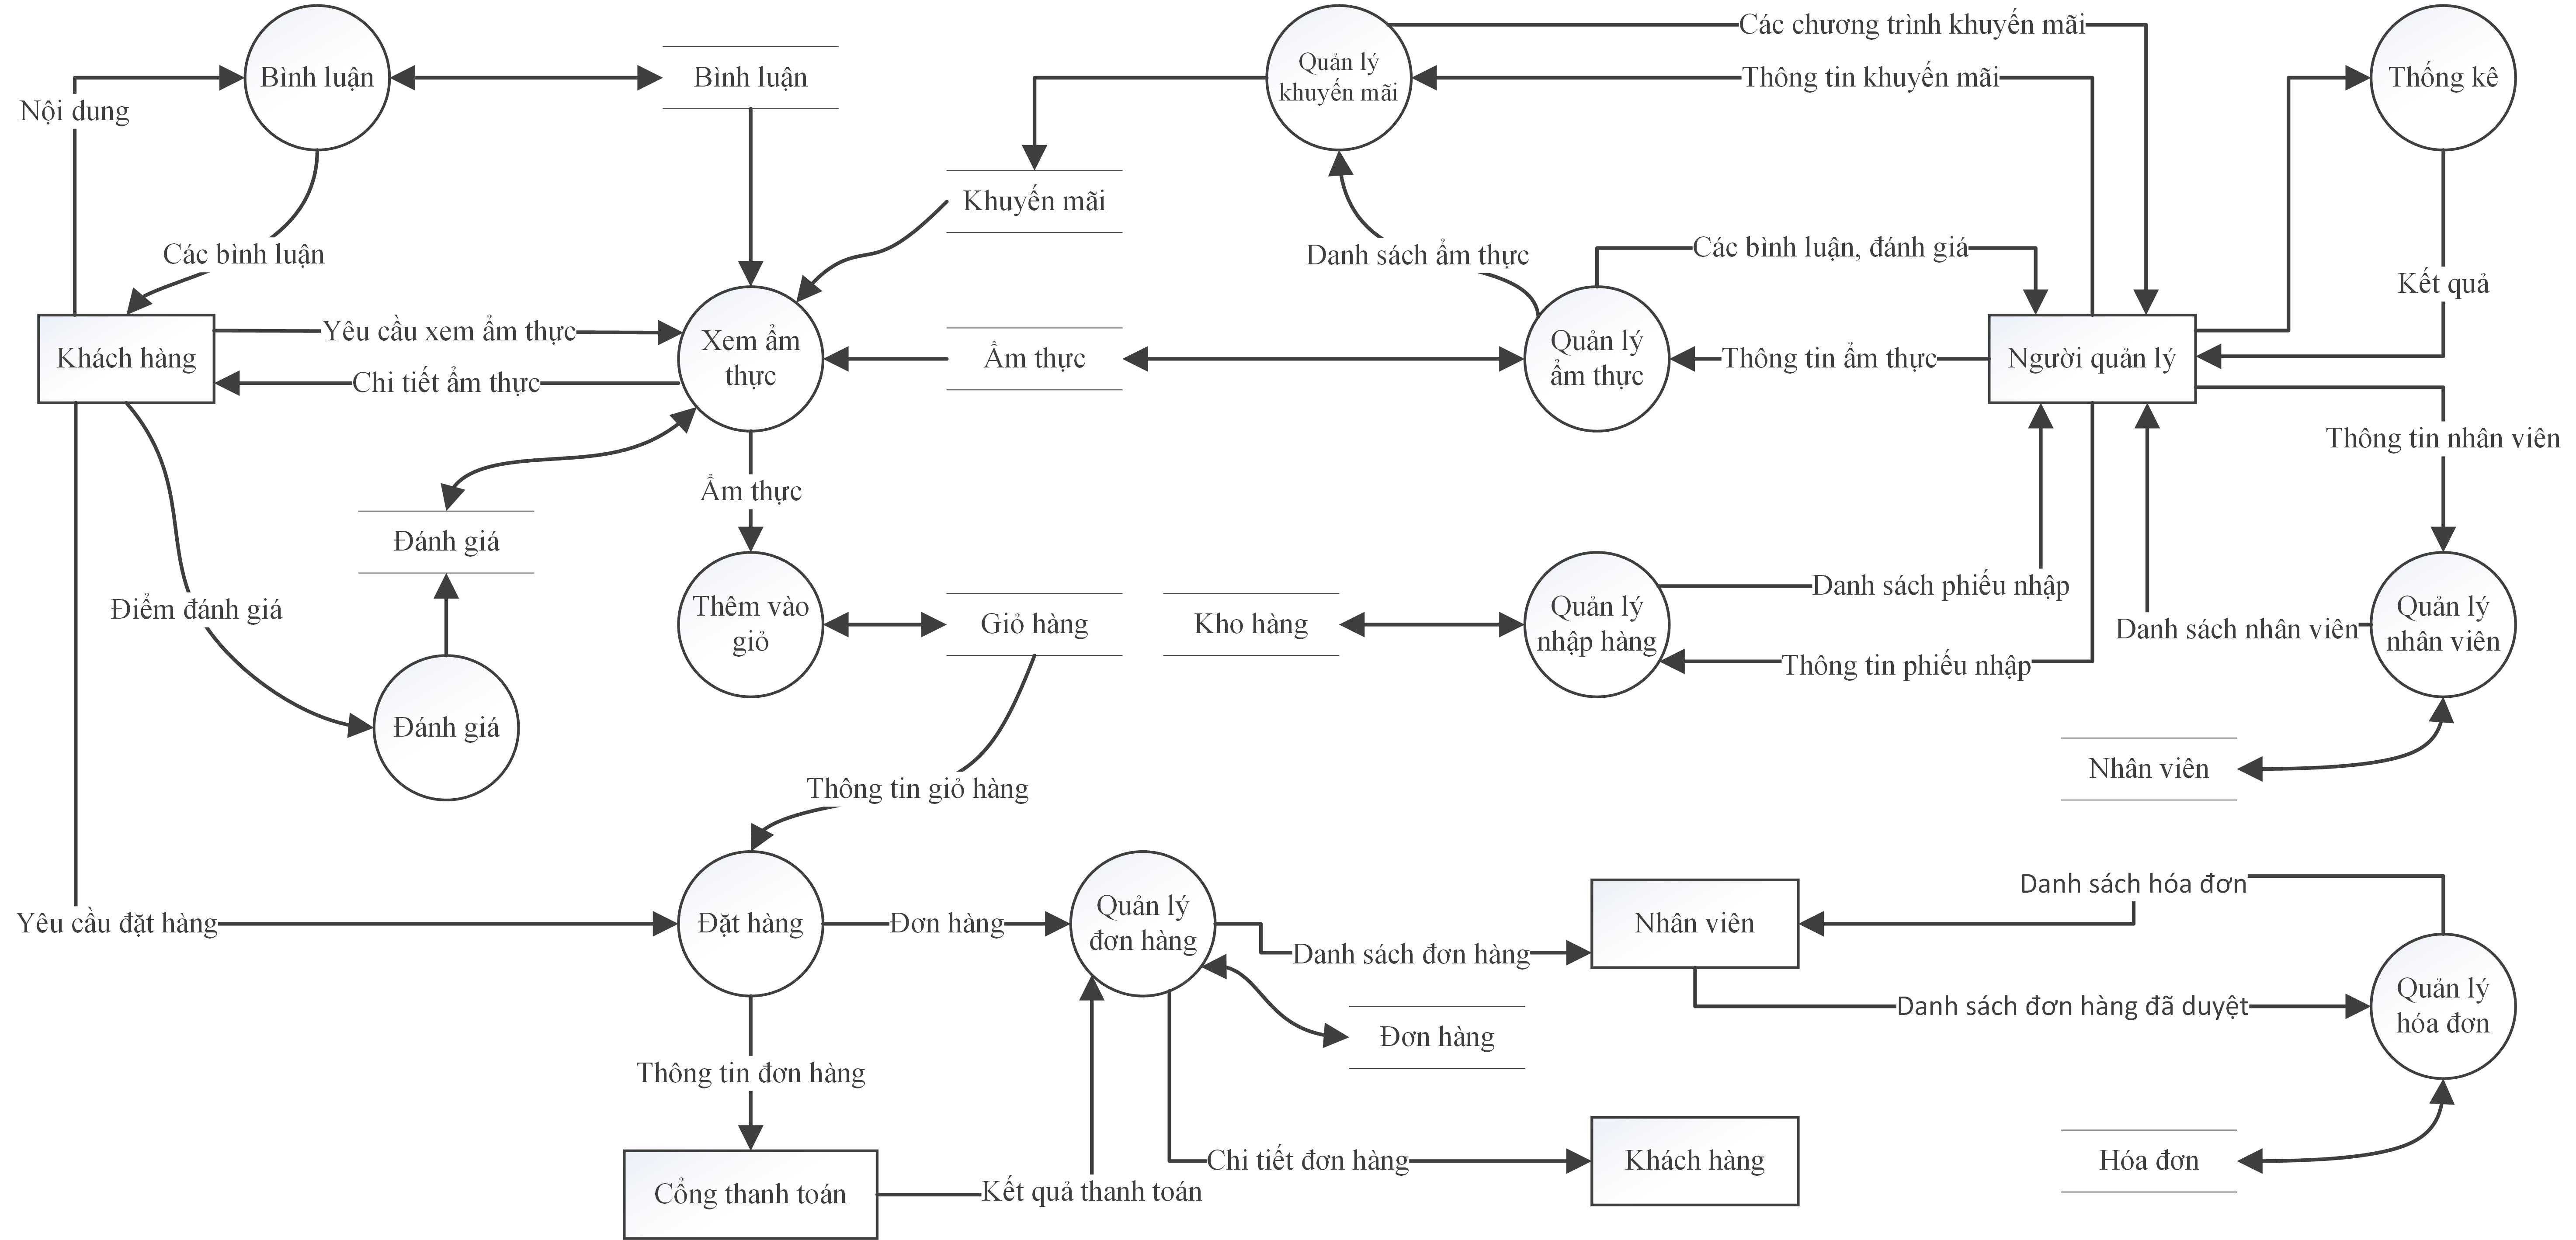 Các chương trình khuyến mãi
Bình luận
Bình luận
Quản lý
khuyến mãi
Thông tin khuyến mãi
Thống kê
Nội dung
Khuyến mãi
Các bình luận
Danh sách ẩm thực
Các bình luận, đánh giá
Kết quả
Khách hàng
Yêu cầu xem ẩm thực
Chi tiết ẩm thực
Xem ẩm
thực
Ẩm thực
Quản lý
ẩm thực
Thông tin ẩm thực
Người quản lý
Thông tin nhân viên
Ẩm thực
Đánh giá
Điểm đánh giá
Thêm vào
giỏ
Giỏ hàng
Kho hàng
Quản lý
nhập hàng
Danh sách phiếu nhập
Thông tin phiếu nhập
Danh sách nhân viên
Quản lý
nhân viên
Đánh giá
Nhân viên
Thông tin giỏ hàng
Yêu cầu đặt hàng
Đặt hàng
Đơn hàng
Quản lý
đơn hàng
Danh sách đơn hàng
Nhân viên
Danh sách hóa đơn
Danh sách đơn hàng đã duyệt
Quản lý
hóa đơn
Đơn hàng
Thông tin đơn hàng
Chi tiết đơn hàng
Khách hàng
Hóa đơn
Cổng thanh toán
Kết quả thanh toán